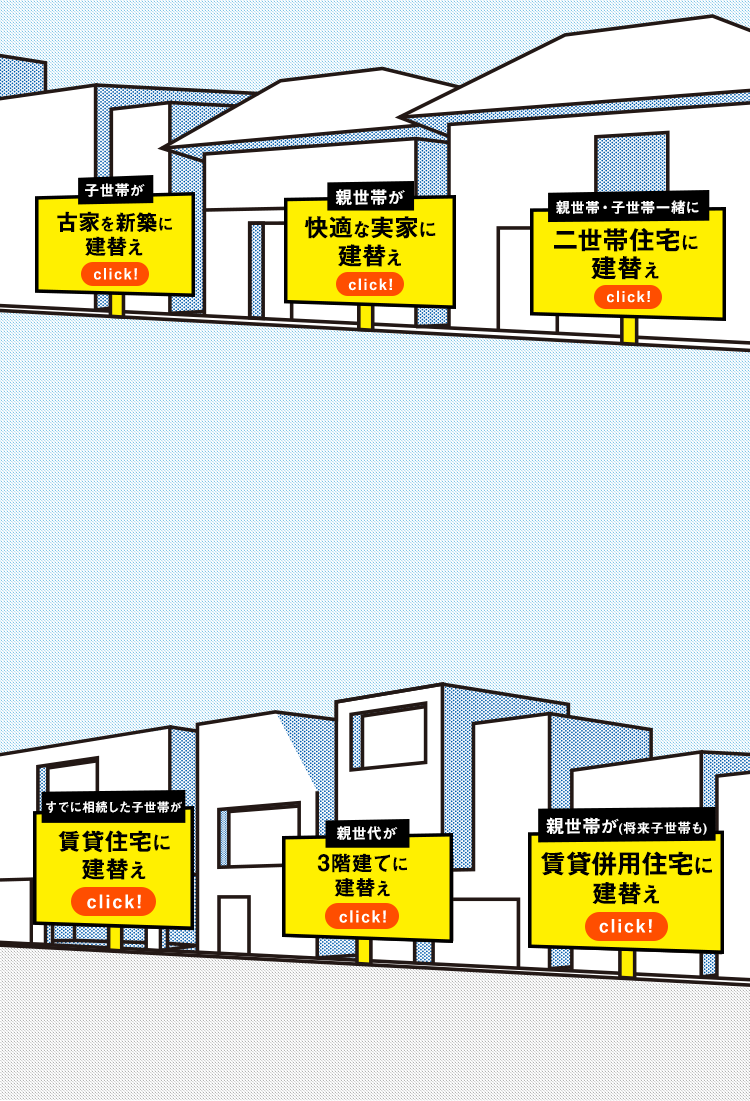 子世帯が
古家を新築に
建替え
click!
親世帯が
快適な実家に
建替え
click!
親世帯・子世帯一緒に
二世帯住宅に
建替え
click!
すでに相続した子世帯が
賃貸住宅に
建替え
click!
親世代が
3階建てに
建替え
click!
親世帯が(将来子世帯も)
賃貸併用住宅に
建替え
click!